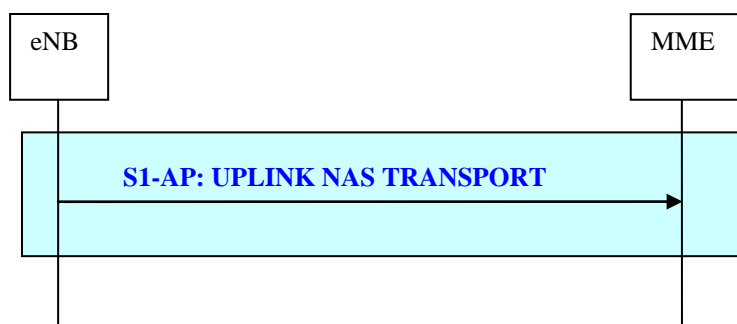 eNB
MME
S1-AP: UPLINK NAS TRANSPORT